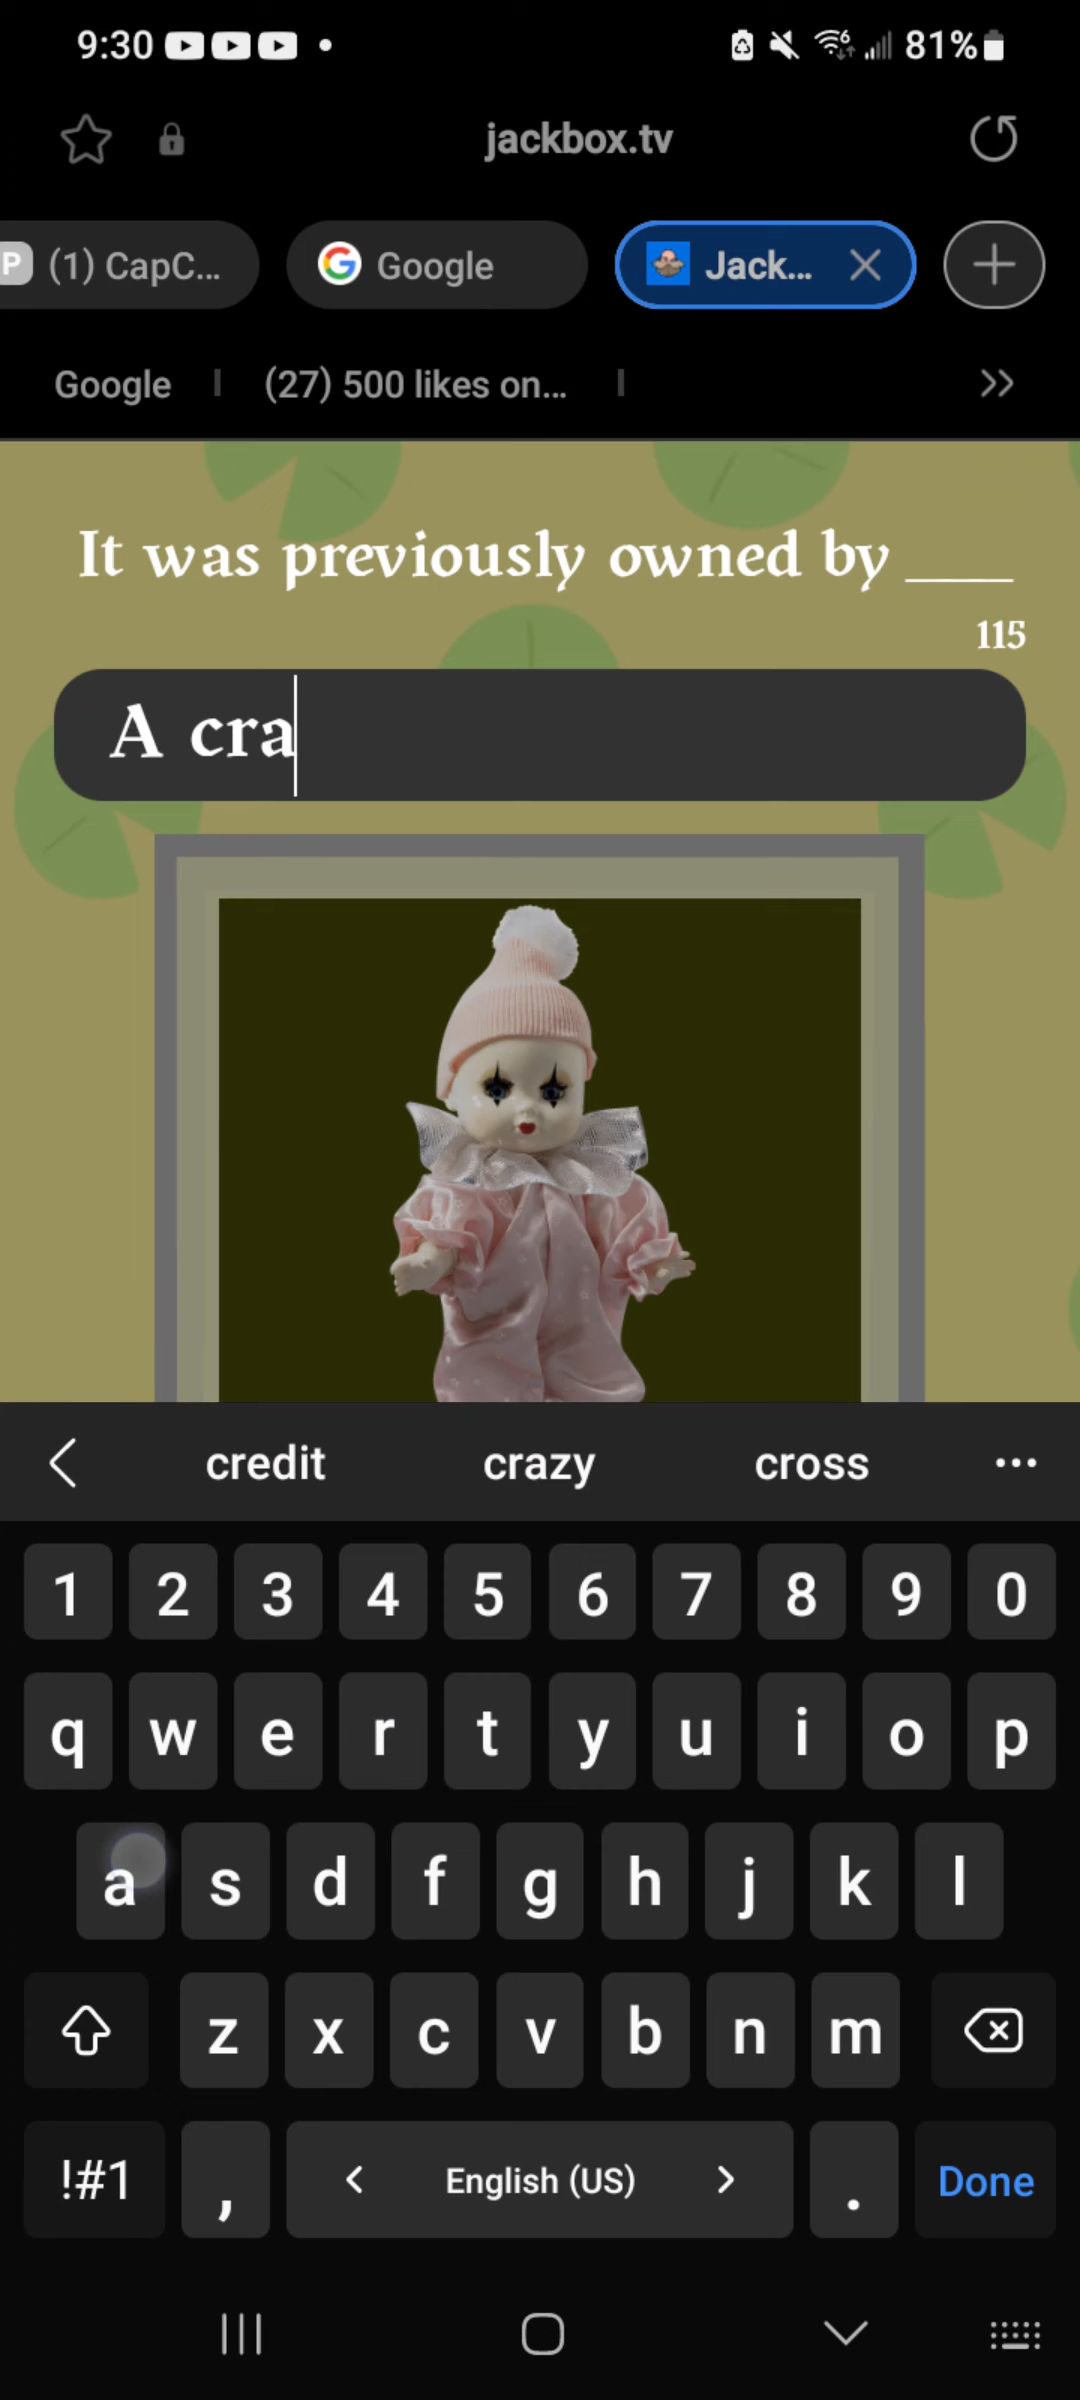 9:30 81%
jackbox.tv
P (1) CapC... Google Jack...
Google | (27) 500 likes on... |
It was previously owned by ____
115
A cra
credit crazy cross
1 2 3 4 5 6 7 8 9 0
q w e r t y u i o p
a s d f g h j k l
z x c v b n m
!#1 , English (US) . Done